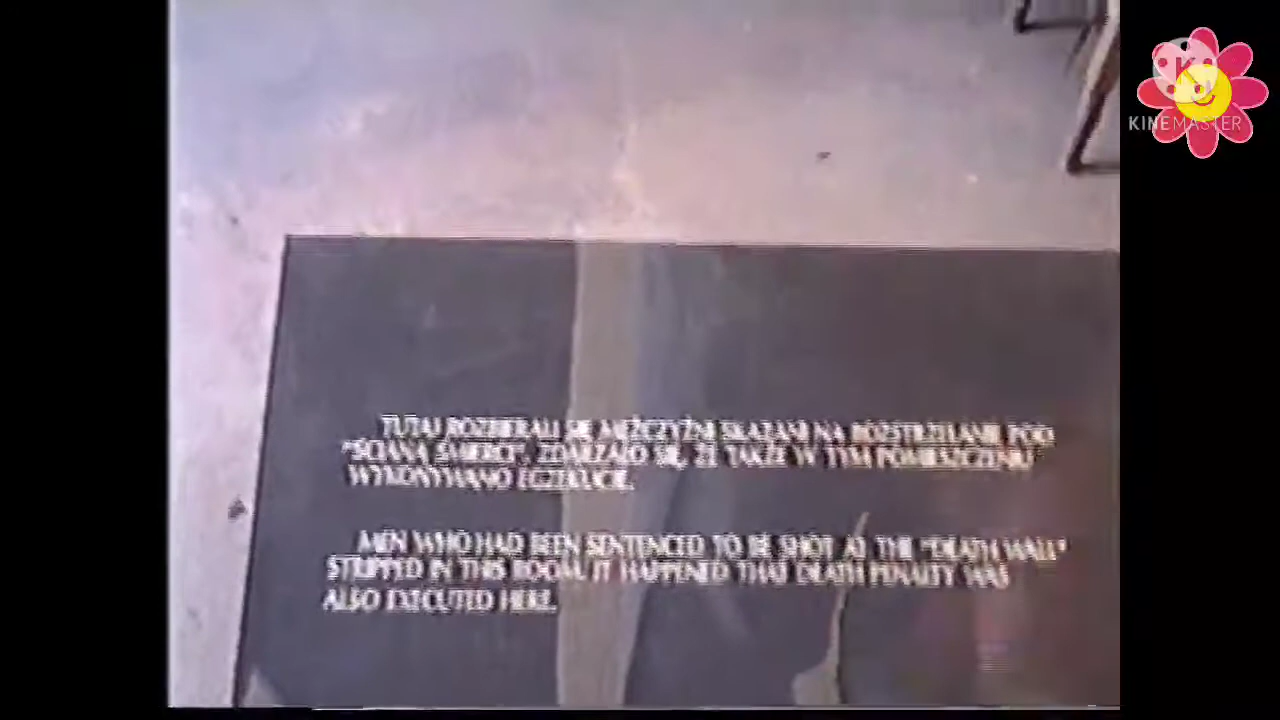 KINEMASTER
TUTAJ ROZBIERALI SIĘ MĘŻCZYŹNI SKAZANI NA ROZSTRZELANIE POD
"ŚCIANĄ ŚMIERCI". ZDARZAŁO SIĘ, ŻE TAKŻE W TYM POMIESZCZENIU
WYKONYWANO EGZEKUCJE.
MEN WHO HAD BEEN SENTENCED TO BE SHOT AT THE "DEATH WALL"
STRIPPED IN THIS ROOM. IT HAPPENED THAT DEATH PENALTY WAS
ALSO EXECUTED HERE.